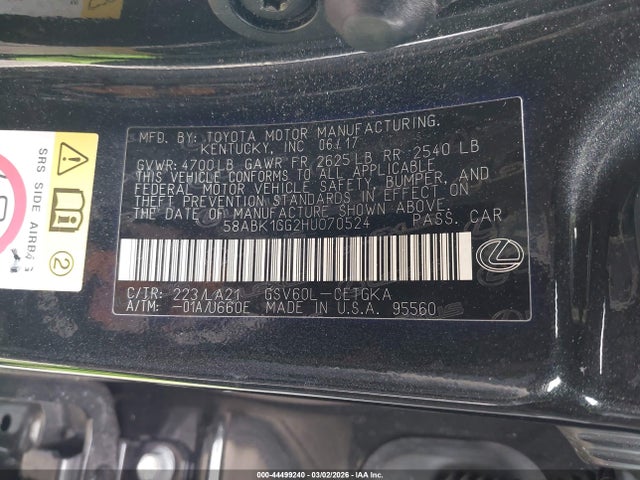 MFD. BY: TOYOTA MOTOR MANUFACTURING.
KENTUCKY, INC 06/17
GVWR: 4700LB GAWR FR 2625LB RR 2540 LB
THIS VEHICLE CONFORMS TO ALL APPLICABLE
FEDERAL MOTOR VEHICLE SAFETY, BUMPER, AND
THEFT PREVENTION STANDARDS IN EFFECT ON
THE DATE OF MANUFACTURE SHOWN ABOVE.
58ABK1GG2HU070524 PASS. CAR
C/TR: 223/LA21 GSV60L-CETGKA
A/TM: -01A/U660E MADE IN U.S.A. 95560
SRS SIDE AIRBAG
2
000-44499240 - 03/02/2026 - IAAI.COM